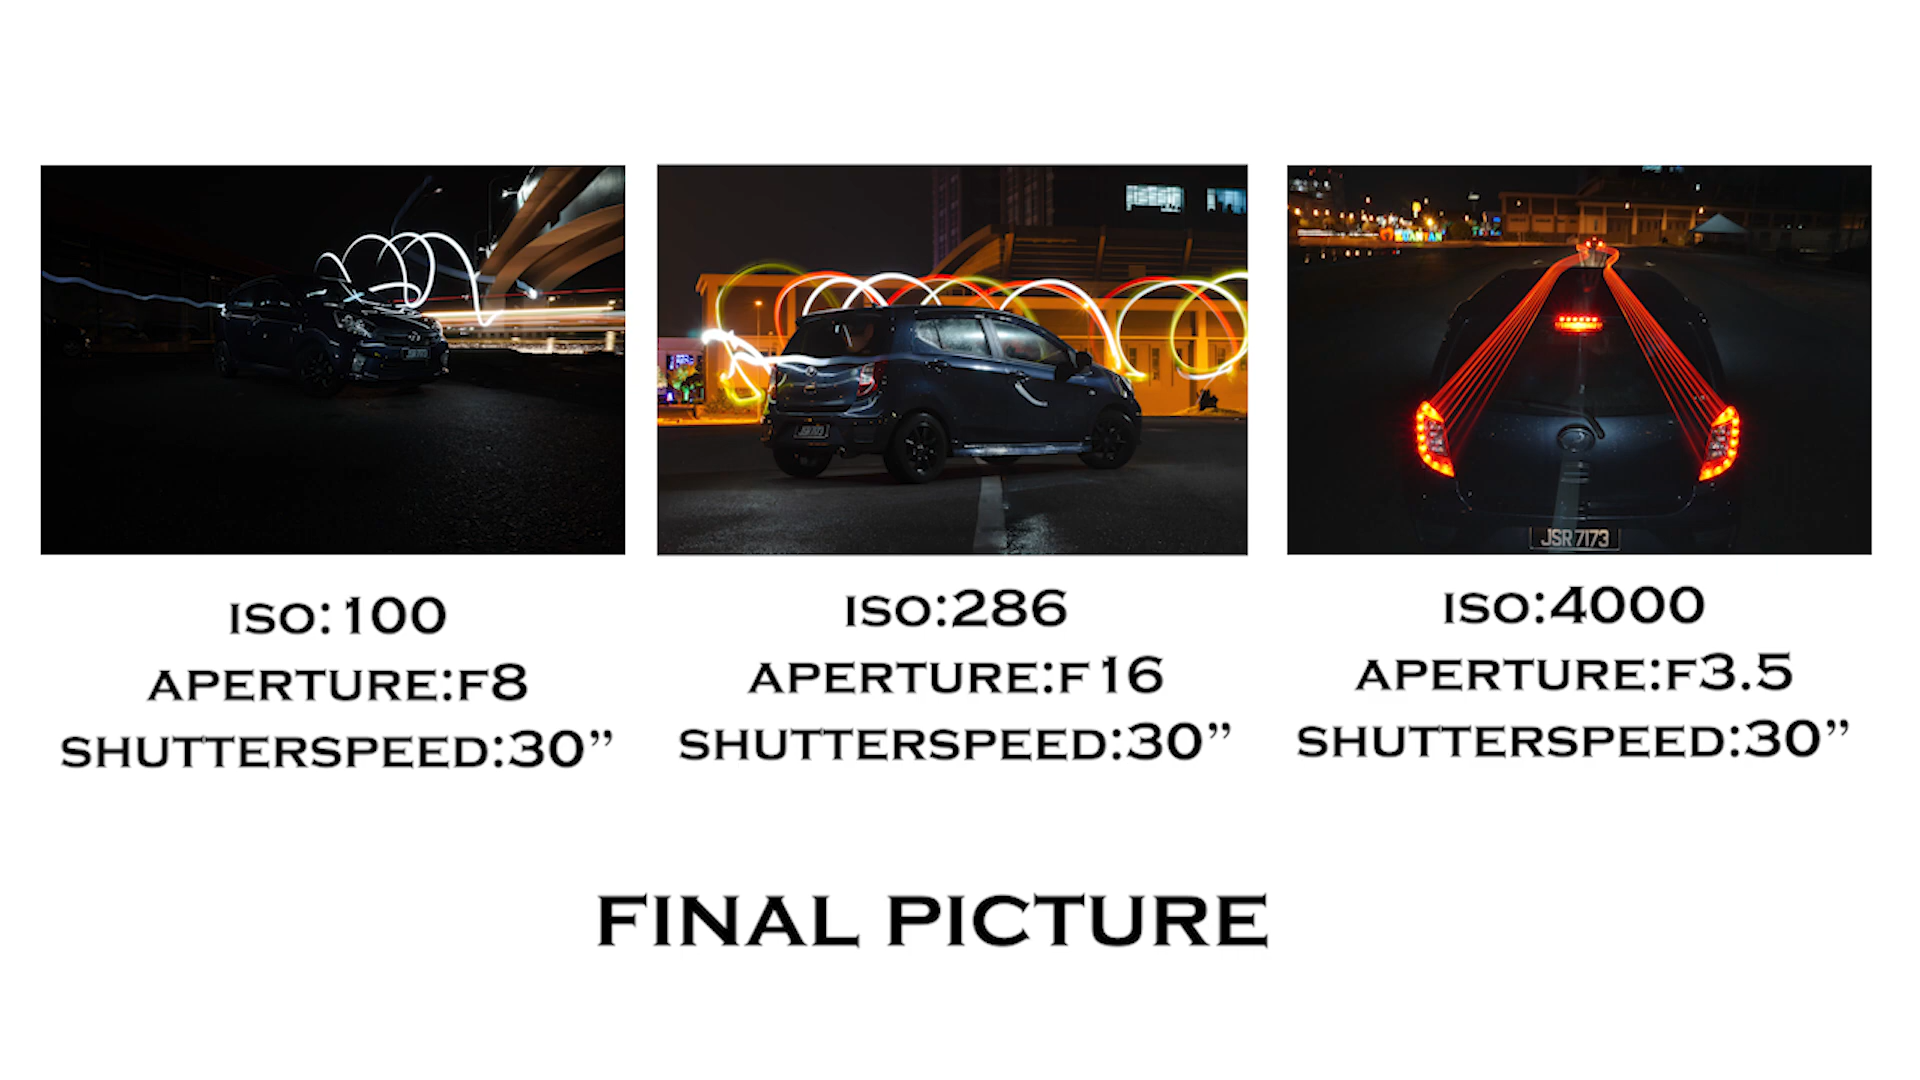 JSR 7173
ISO:100
APERTURE:F8
SHUTTERSPEED:30”
ISO:286
APERTURE:F16
SHUTTERSPEED:30”
ISO:4000
APERTURE:F3.5
SHUTTERSPEED:30”
FINAL PICTURE